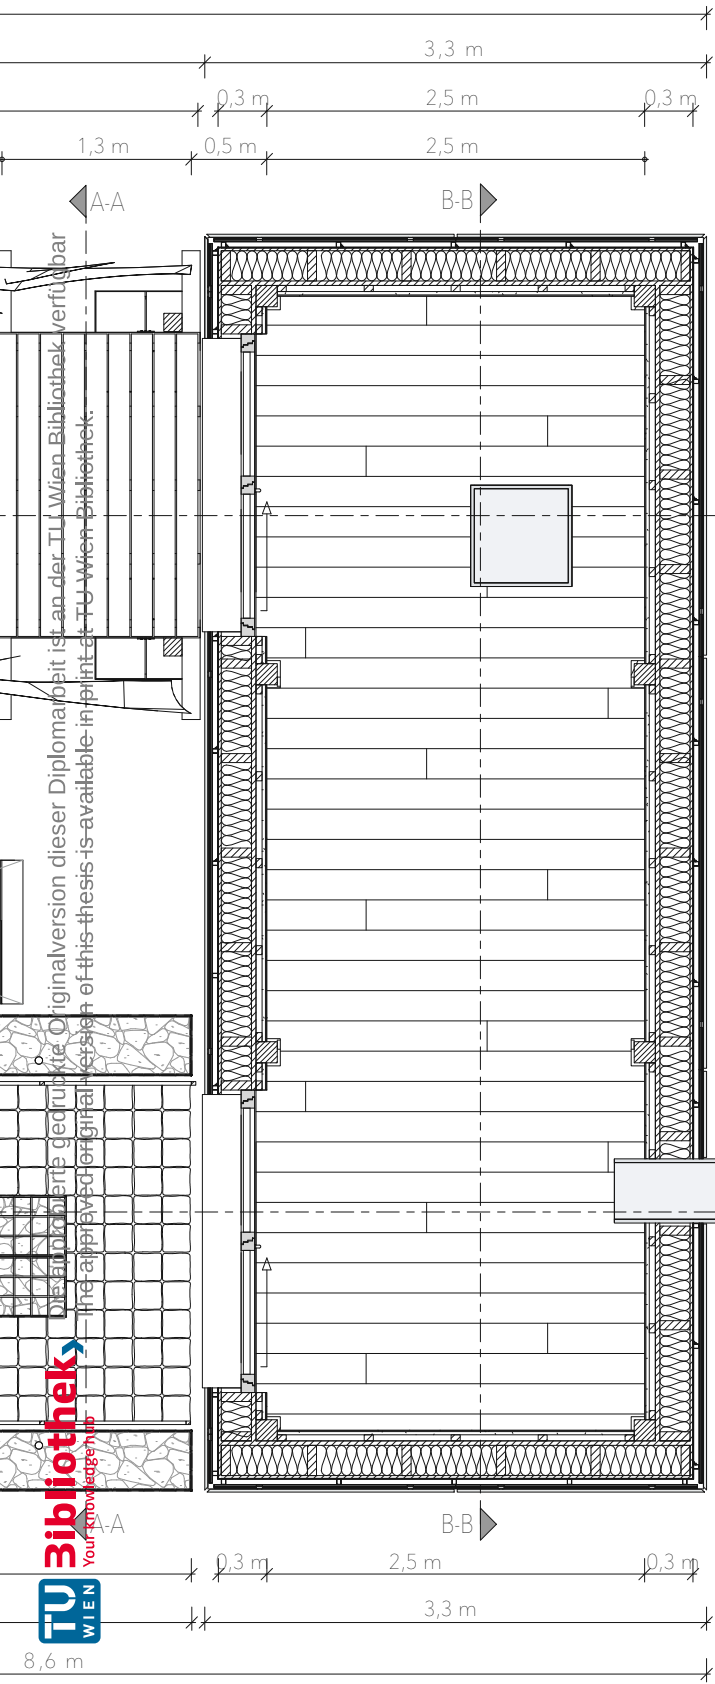 3,3 m
0,3 m 2,5 m 0,3 m
1,3 m 0,5 m 2,5 m
A-A B-B
Die approbierte gedruckte Originalversion dieser Diplomarbeit ist an der TU Wien Bibliothek verfügbar
The approved original version of this thesis is available in print at TU Wien Bibliothek.
Bibliothek
Your knowledge hub
TU
WIEN
A-A B-B
0,3 m 2,5 m 0,3 m
3,3 m
8,6 m